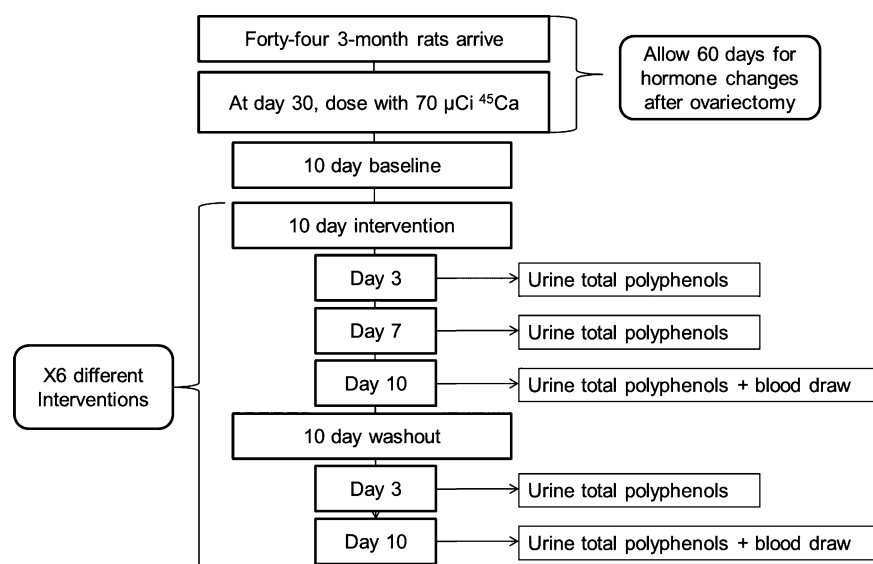 Forty-four 3-month rats arrive
Allow 60 days for
hormone changes
after ovariectomy
At day 30, dose with 70 µCi ⁴⁵Ca
10 day baseline
10 day intervention
Day 3
Urine total polyphenols
Day 7
Urine total polyphenols
X6 different
Interventions
Day 10
Urine total polyphenols + blood draw
10 day washout
Day 3
Urine total polyphenols
Day 10
Urine total polyphenols + blood draw